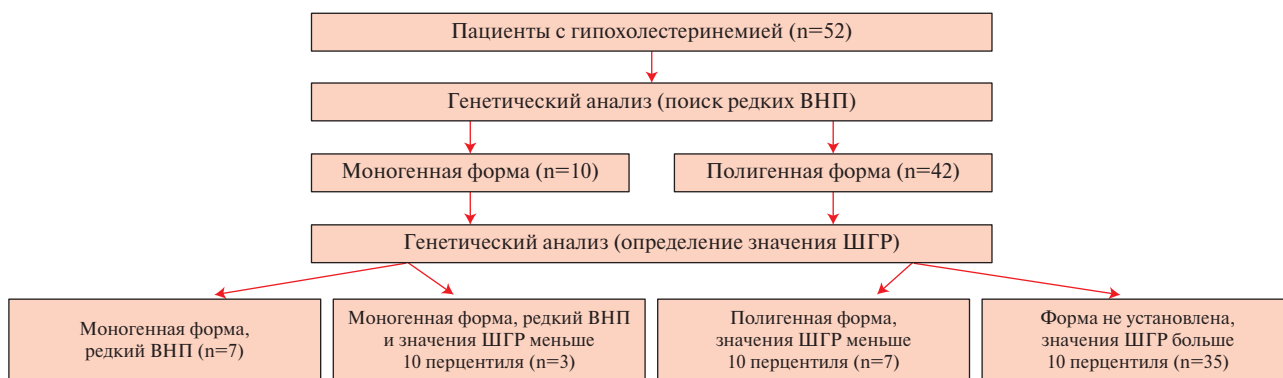 Пациенты с гипохолестеринемией (n=52)
Генетический анализ (поиск редких ВНП)
Моногенная форма (n=10)
Полигенная форма (n=42)
Генетический анализ (определение значения ШГР)
Моногенная форма,
редкий ВНП (n=7)
Моногенная форма, редкий ВНП
и значения ШГР меньше
10 перцентиля (n=3)
Полигенная форма,
значения ШГР меньше
10 перцентиля (n=7)
Форма не установлена,
значения ШГР больше
10 перцентиля (n=35)